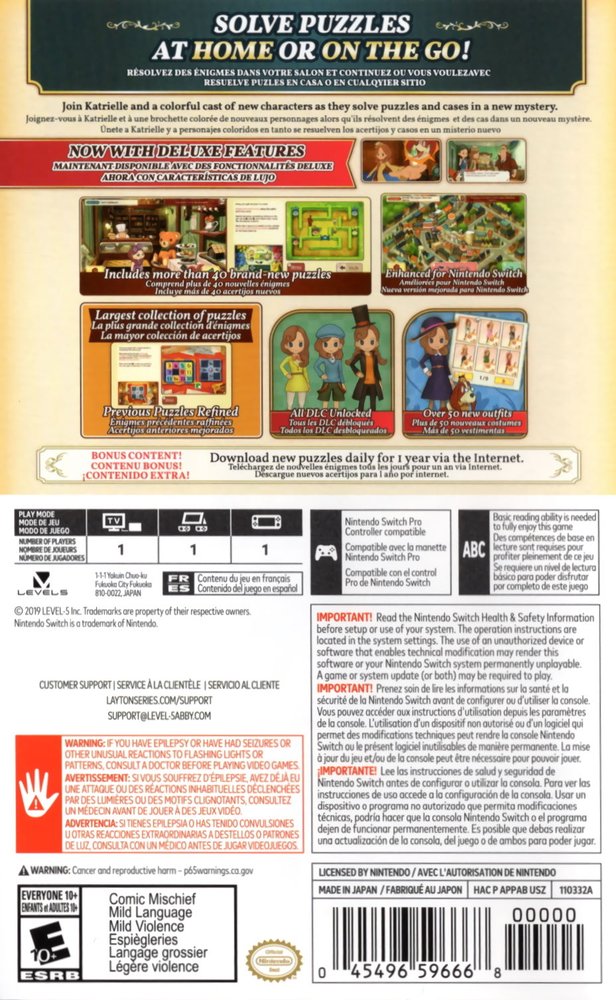 SOLVE PUZZLES
AT HOME OR ON THE GO!
RÉSOLVEZ DES ÉNIGMES DANS VOTRE SALON ET CONTINUEZ OU VOUS VOULEZAVEC
RESUELVE PUZLES EN CASA O EN CUALQYIER SITIO
Join Katrielle and a colorful cast of new characters as they solve puzzles and cases in a new mystery.
Joignez-vous à Katrielle et à une brochette colorée de nouveaux personnages alors qu'ils résolvent des énigmes et des cas dans un nouveau mystère.
Únete a Katrielle y a personajes coloridos en tanto se resuelven los acertijos y casos en un misterio nuevo
NOW WITH DELUXE FEATURES
MAINTENANT DISPONIBLE AVEC DES FONCTIONNALITÉS DELUXE
AHORA CON CARACTERÍSTICAS DE LUJO
Includes more than 40 brand-new puzzles
Comprend plus de 40 nouvelles énigmes
Incluye más de 40 acertijos nuevos
Enhanced for Nintendo Switch
Améliorées pour Nintendo Switch
Nueva versión mejorada para Nintendo Switch
Largest collection of puzzles
La plus grande collection d'énigmes
La mayor colección de acertijos
Previous Puzzles Refined
Enigmes précédentes raffinées
Acertijos anteriores mejorados
All DLC Unlocked
Tous les DLC débloqués
Todos los DLC desbloqueados
1/9
Over 50 new outfits
Plus de 50 nouveaux costumes
Más de 50 vestimentas
BONUS CONTENT!
CONTENU BONUS!
¡CONTENIDO EXTRA!
Download new puzzles daily for 1 year via the Internet.
Téléchargez de nouvelles énigmes tous les jours pour un an via Internet.
Descargue nuevos acertijos para 1 año por internet.
PLAY MODE
MODE DE JEU
MODO DE JUEGO
TV
NUMBER OF PLAYERS
NOMBRE DE JOUEURS
NÚMERO DE JUGADORES
1
1
1
Nintendo Switch Pro
Controller compatible
Compatible avec la manette
Nintendo Switch Pro
Compatible con el control
Pro de Nintendo Switch
ABC
Basic reading ability is needed
to fully enjoy this game
Des compétences de base en
lecture sont requises pour
profiter pleinement de ce jeu
Se requiere un nivel de lectura
básico para poder disfrutar
por completo de este juego
LEVEL5
1-1-1 Yakuin Chuo-ku
Fukuoka City Fukuoka
810-0022, JAPAN
FR
ES
Contenu du jeu en français
Contenido del juego en español
© 2019 LEVEL-5 Inc. Trademarks are property of their respective owners.
Nintendo Switch is a trademark of Nintendo.
CUSTOMER SUPPORT | SERVICE À LA CLIENTÈLE | SERVICIO AL CLIENTE
LAYTONSERIES.COM/SUPPORT
SUPPORT@LEVEL-5ABBY.COM
IMPORTANT! Read the Nintendo Switch Health & Safety Information
before setup or use of your system. The operation instructions are
located in the system settings. The use of an unauthorized device or
software that enables technical modification may render this
software or your Nintendo Switch system permanently unplayable.
A game or system update (or both) may be required to play.
IMPORTANT! Prenez soin de lire les informations sur la santé et la
sécurité de la Nintendo Switch avant de configurer ou d'utiliser la console.
Vous pouvez accéder aux instructions d'utilisation depuis les paramètres
de la console. L'utilisation d'un dispositif non autorisé ou d'un logiciel qui
permet des modifications techniques peut rendre la console Nintendo
Switch ou le présent logiciel inutilisables de manière permanente. La mise
à jour du jeu et/ou de la console peut être nécessaire pour pouvoir jouer.
¡IMPORTANTE! Lee las instrucciones de salud y seguridad de
Nintendo Switch antes de configurar o utilizar la consola. Para ver las
instrucciones de uso accede a la configuración de la consola. Usar un
dispositivo o programa no autorizado que permita modificaciones
técnicas, podría hacer que la consola Nintendo Switch o el programa
dejen de funcionar permanentemente. Es posible que debas realizar
una actualización de la consola, del juego o de ambos para poder jugar.
WARNING: IF YOU HAVE EPILEPSY OR HAVE HAD SEIZURES OR
OTHER UNUSUAL REACTIONS TO FLASHING LIGHTS OR
PATTERNS, CONSULT A DOCTOR BEFORE PLAYING VIDEO GAMES.
AVERTISSEMENT: SI VOUS SOUFFREZ D'ÉPILEPSIE, AVEZ DÉJÀ EU
UNE ATTAQUE OU DES RÉACTIONS INHABITUELLES DÉCLENCHÉES
PAR DES LUMIÈRES OU DES MOTIFS CLIGNOTANTS, CONSULTEZ
UN MÉDECIN AVANT DE JOUER À DES JEUX VIDÉO.
ADVERTENCIA: SI TIENES EPILEPSIA O HAS TENIDO CONVULSIONES
U OTRAS REACCIONES EXTRAORDINARIAS A DESTELLOS O PATRONES
DE LUZ, CONSULTA CON UN MÉDICO ANTES DE JUGAR VIDEOJUEGOS.
WARNING: Cancer and reproductive harm - p65warnings.ca.gov
EVERYONE 10+
ENFANTS et ADULTES 10+
E
10+
ESRB
Comic Mischief
Mild Language
Mild Violence
Espiègleries
Langage grossier
Légère violence
Official
Nintendo
Seal
LICENSED BY NINTENDO / AVEC L'AUTORISATION DE NINTENDO
MADE IN JAPAN / FABRIQUÉ AU JAPON
HAC P APPAB USZ
110332A
00000
0 45496 59666 8